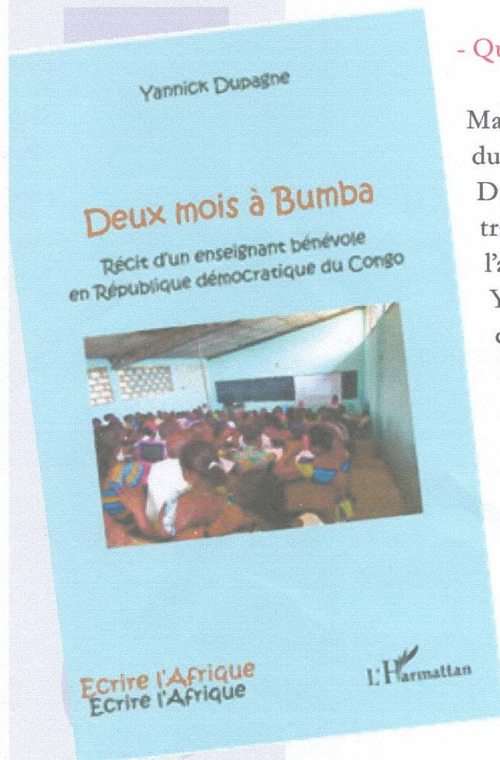 Yannick Dupagne
Deux mois à Bumba
Récit d'un enseignant bénévole
en République démocratique du Congo
Ecrire l'Afrique
Ecrire l'Afrique
L'Harmattan
- Qu
Ma
du
D
tr
l'a
Y